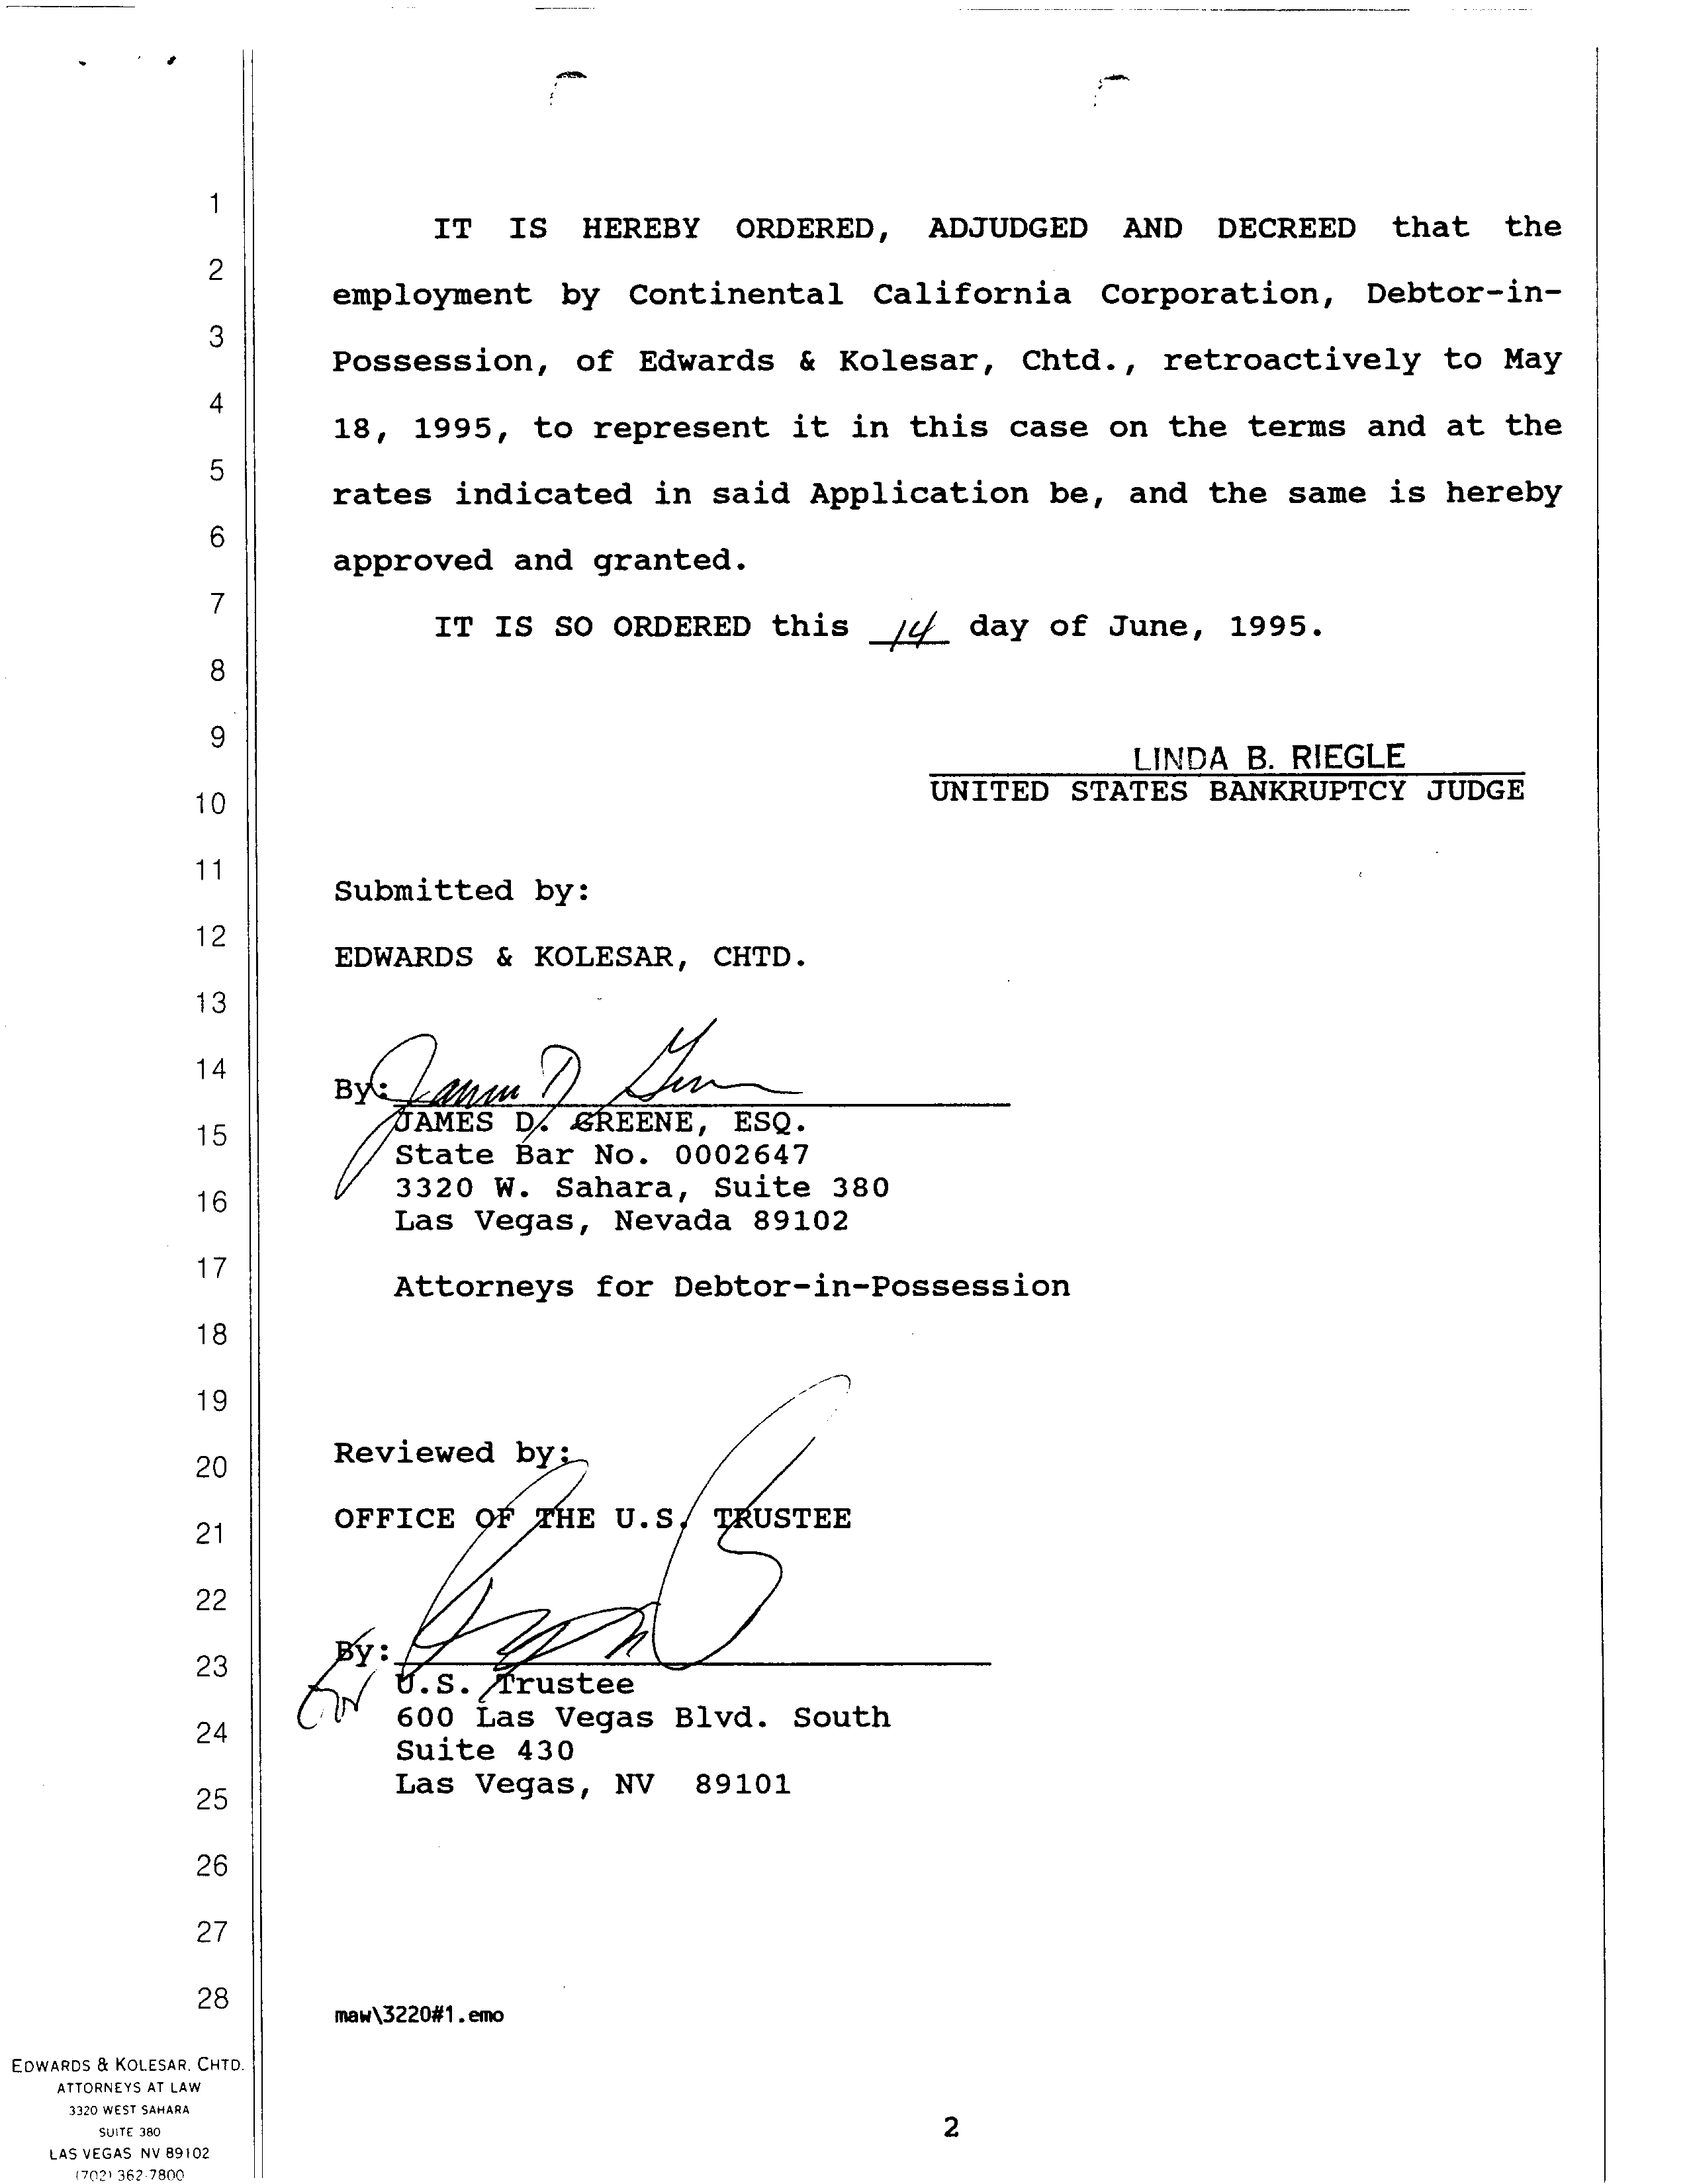 1
IT IS HEREBY ORDERED, ADJUDGED AND DECREED that the
2
employment by Continental California Corporation, Debtor-in-
3
Possession, of Edwards & Kolesar, Chtd., retroactively to May
4
18, 1995, to represent it in this case on the terms and at the
5
rates indicated in said Application be, and the same is hereby
6
approved and granted.
7
IT IS SO ORDERED this 14 day of June, 1995.
8
9
LINDA B. RIEGLE
UNITED STATES BANKRUPTCY JUDGE
10
11
Submitted by:
12
EDWARDS & KOLESAR, CHTD.
13
14
By:
JAMES D. GREENE, ESQ.
15
State Bar No. 0002647
3320 W. Sahara, Suite 380
16
Las Vegas, Nevada 89102
17
Attorneys for Debtor-in-Possession
18
19
Reviewed by:
20
OFFICE OF THE U.S. TRUSTEE
21
22
By:
23
U.S. Trustee
600 Las Vegas Blvd. South
24
Suite 430
Las Vegas, NV 89101
25
26
27
28
maw\3220#1.emo
EDWARDS & KOLESAR, CHTD.
ATTORNEYS AT LAW
3320 WEST SAHARA
SUITE 380
LAS VEGAS NV 89102
(702) 362-7800
2